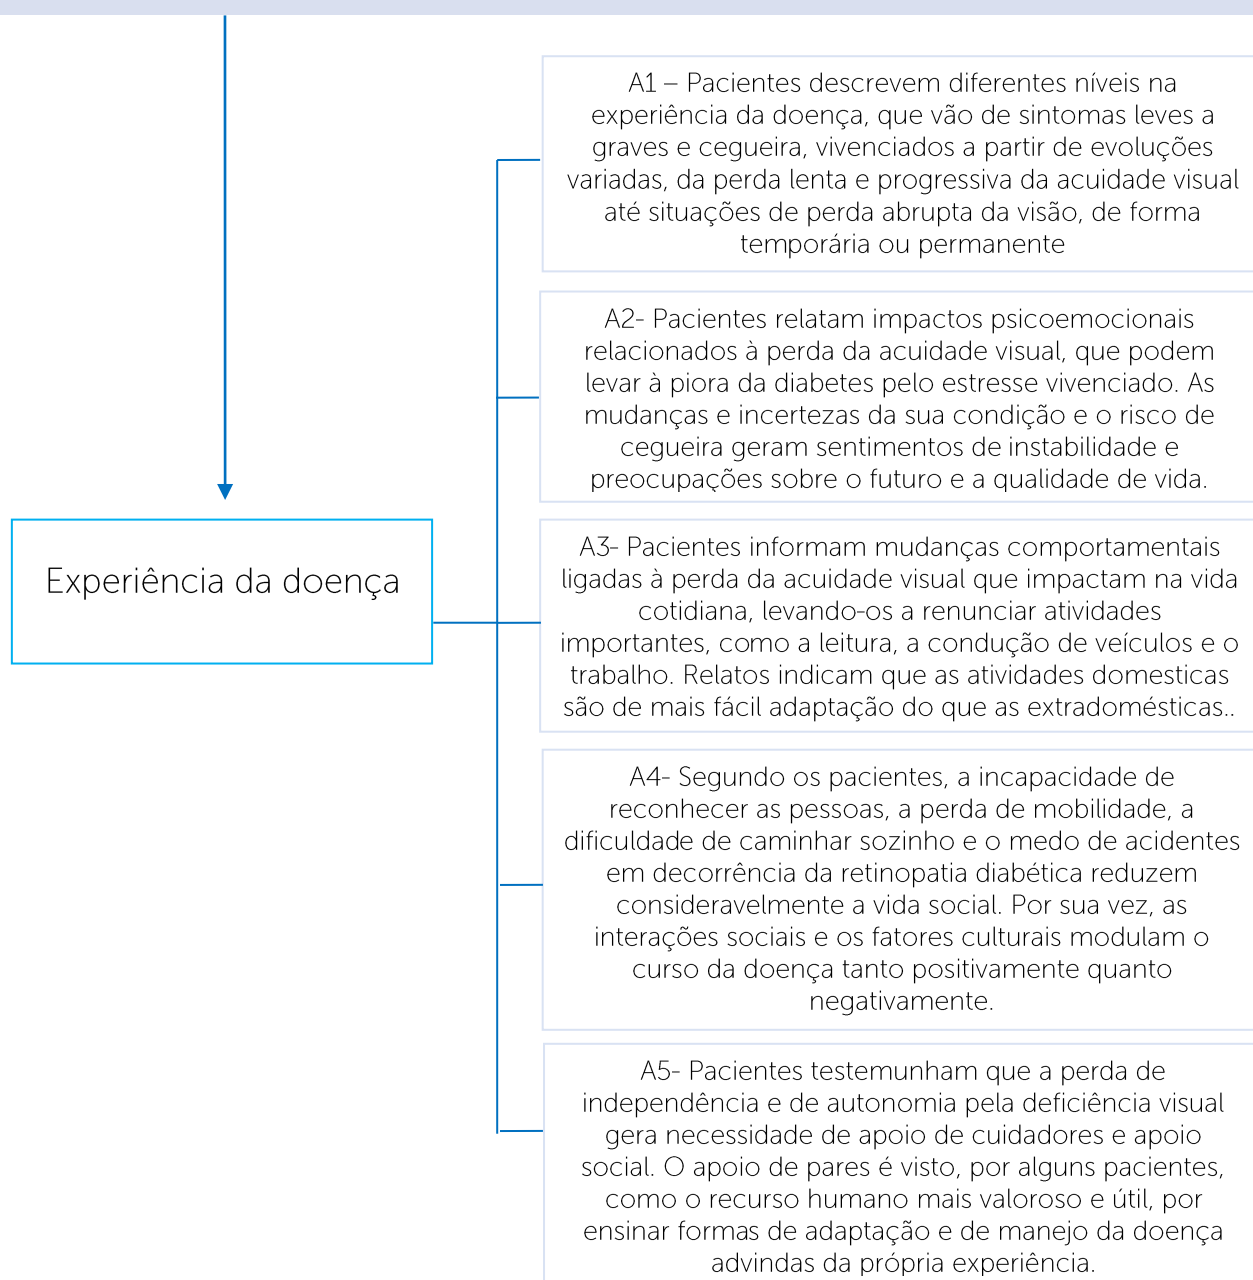 A1 – Pacientes descrevem diferentes níveis na
experiência da doença, que vão de sintomas leves a
graves e cegueira, vivenciados a partir de evoluções
variadas, da perda lenta e progressiva da acuidade visual
até situações de perda abrupta da visão, de forma
temporária ou permanente
A2- Pacientes relatam impactos psicoemocionais
relacionados à perda da acuidade visual, que podem
levar à piora da diabetes pelo estresse vivenciado. As
mudanças e incertezas da sua condição e o risco de
cegueira geram sentimentos de instabilidade e
preocupações sobre o futuro e a qualidade de vida.
Experiência da doença
A3- Pacientes informam mudanças comportamentais
ligadas à perda da acuidade visual que impactam na vida
cotidiana, levando-os a renunciar atividades
importantes, como a leitura, a condução de veículos e o
trabalho. Relatos indicam que as atividades domesticas
são de mais fácil adaptação do que as extradomésticas..
A4- Segundo os pacientes, a incapacidade de
reconhecer as pessoas, a perda de mobilidade, a
dificuldade de caminhar sozinho e o medo de acidentes
em decorrência da retinopatia diabética reduzem
consideravelmente a vida social. Por sua vez, as
interações sociais e os fatores culturais modulam o
curso da doença tanto positivamente quanto
negativamente.
A5- Pacientes testemunham que a perda de
independência e de autonomia pela deficiência visual
gera necessidade de apoio de cuidadores e apoio
social. O apoio de pares é visto, por alguns pacientes,
como o recurso humano mais valoroso e útil, por
ensinar formas de adaptação e de manejo da doença
advindas da própria experiência.